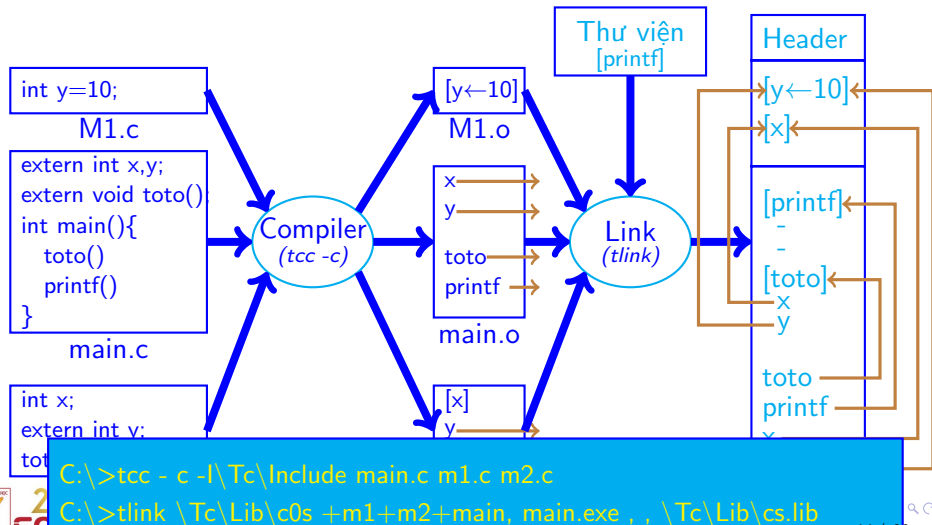 int y=10;
M1.c
extern int x,y;
extern void toto();
int main(){
toto()
printf()
}
main.c
int x;
extern int y;
Compiler
(tcc -c)
[y←10]
M1.o
x
y
toto
printf
main.o
[x]
y
Thư viện
[printf]
Link
(tlink)
Header
[y←10]
[x]
[printf]
-
-
[toto]
x
y
toto
printf
x
C:\>tcc - c -I\Tc\Include main.c m1.c m2.c
C:\>tlink \Tc\Lib\c0s +m1+m2+main, main.exe , , \Tc\Lib\cs.lib